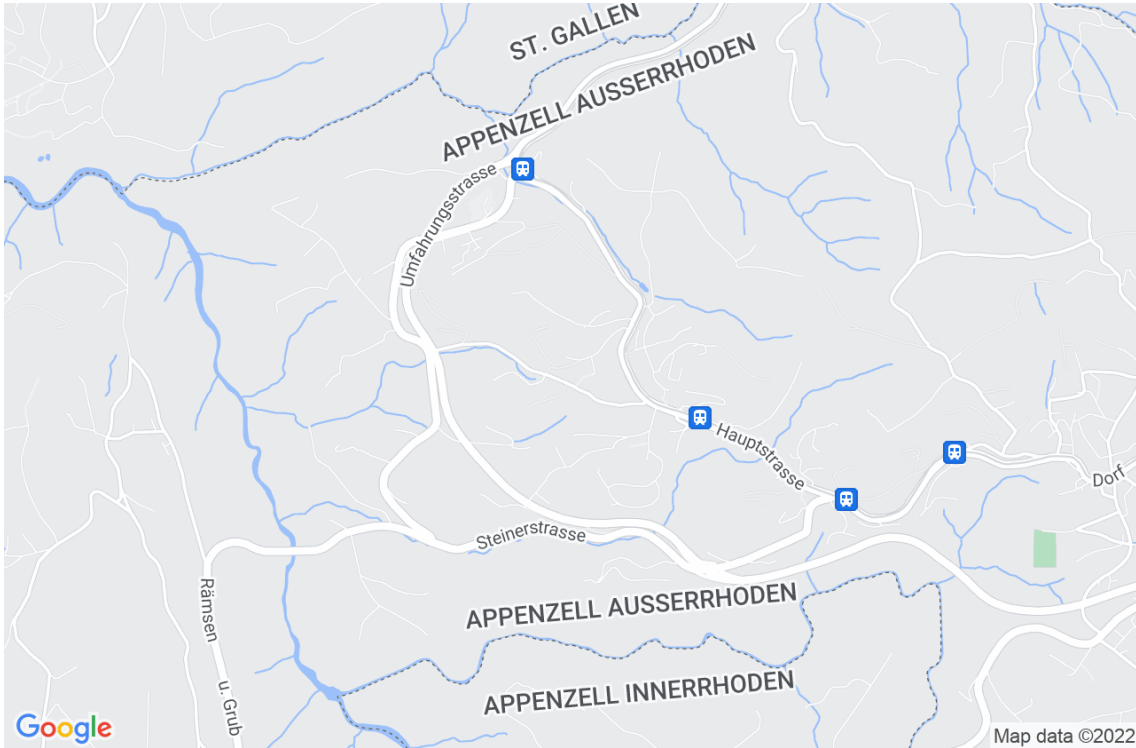 ST. GALLEN
APPENZELL AUSSERRHODEN
Umfahrungsstrasse
Hauptstrasse
Dorf
Steinerstrasse
Rämsen
u. Grub
APPENZELL AUSSERRHODEN
APPENZELL INNERRHODEN
Google
Map data ©2022